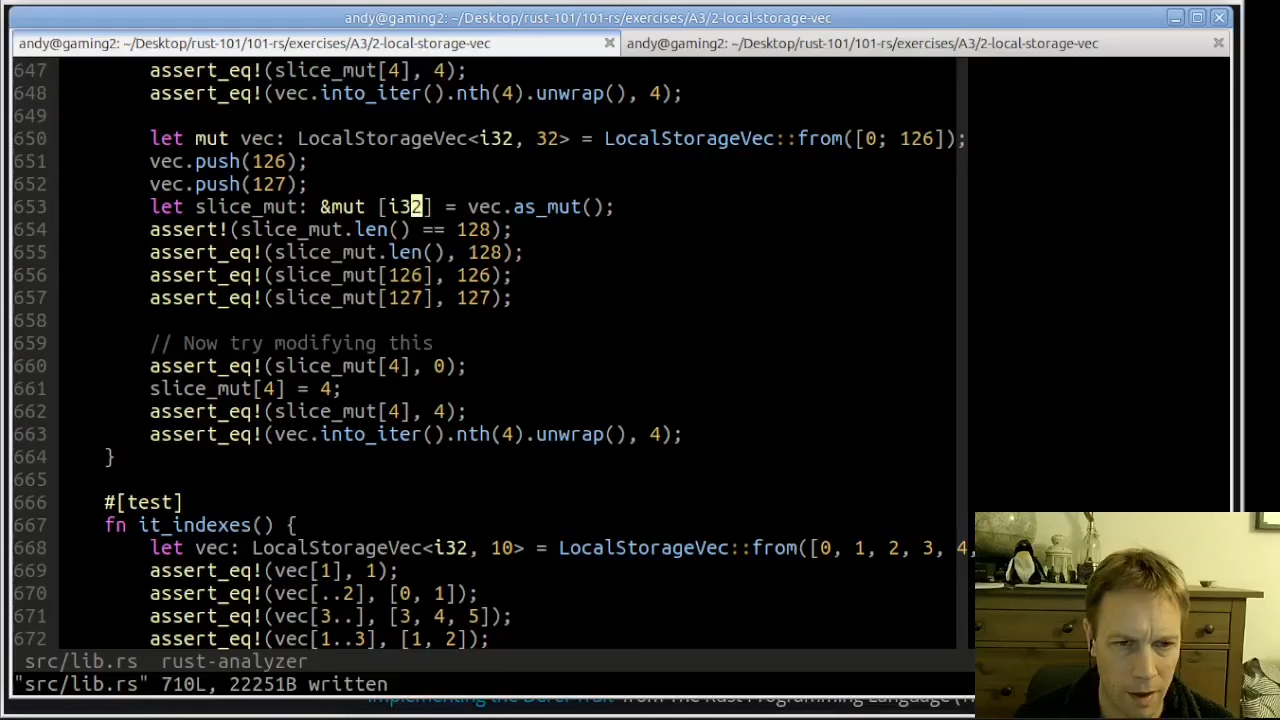 andy@gaming2: ~/Desktop/rust-101/101-rs/exercises/A3/2-local-storage-vec
andy@gaming2: ~/Desktop/rust-101/101-rs/exercises/A3/2-local-storage-vec
andy@gaming2: ~/Desktop/rust-101/101-rs/exercises/A3/2-local-storage-vec
647 assert_eq!(slice_mut[4], 4);
648 assert_eq!(vec.into_iter().nth(4).unwrap(), 4);
649
650 let mut vec: LocalStorageVec<i32, 32> = LocalStorageVec::from([0; 126]);
651 vec.push(126);
652 vec.push(127);
653 let slice_mut: &mut [i32] = vec.as_mut();
654 assert!(slice_mut.len() == 128);
655 assert_eq!(slice_mut.len(), 128);
656 assert_eq!(slice_mut[126], 126);
657 assert_eq!(slice_mut[127], 127);
658
659 // Now try modifying this
660 assert_eq!(slice_mut[4], 0);
661 slice_mut[4] = 4;
662 assert_eq!(slice_mut[4], 4);
663 assert_eq!(vec.into_iter().nth(4).unwrap(), 4);
664 }
665
666 #[test]
667 fn it_indexes() {
668 let vec: LocalStorageVec<i32, 10> = LocalStorageVec::from([0, 1, 2, 3, 4,
669 assert_eq!(vec[1], 1);
670 assert_eq!(vec[..2], [0, 1]);
671 assert_eq!(vec[3..], [3, 4, 5]);
672 assert_eq!(vec[1..3], [1, 2]);
src/lib.rs rust-analyzer
"src/lib.rs" 710L, 22251B written